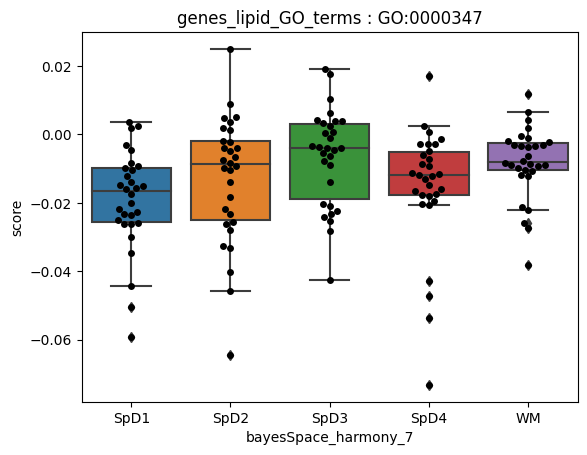 genes_lipid_GO_terms : GO:0000347
0.02
0.00
−0.02
−0.04
−0.06
score
SpD1 SpD2 SpD3 SpD4 WM
bayesSpace_harmony_7